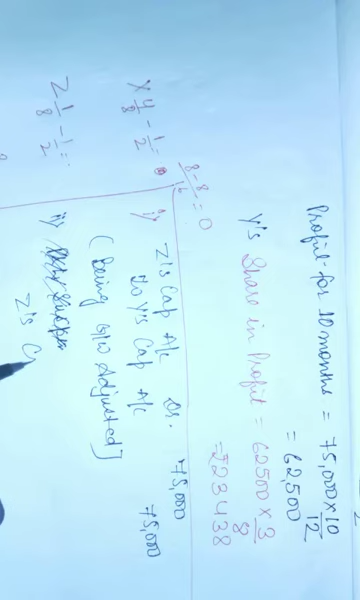 Profit for 10 months = 75,000 × 10/12
= 62,500
Y's Share in Profit = 62500 × 3/8
= 23438
X 4/8 - 1/2 = 8-8/16 = 0
Z 1/8 - 1/2 =
i) Z's Cap A/c Dr. 75,000
To Y's Cap A/c 75,000
(Being G/W Adjusted]
ii)
Z's C